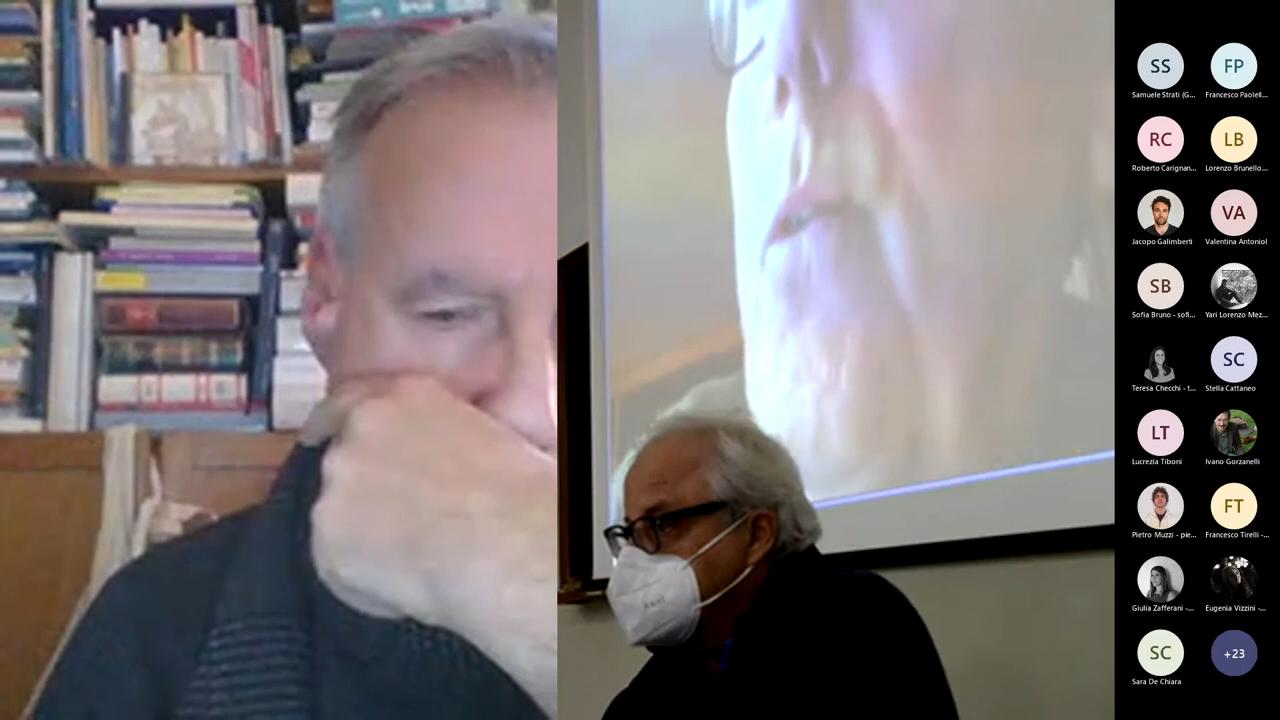 SS
FP
Samuele Strati (G...
Francesco Paolell...
RC
LB
Roberto Carignan...
Lorenzo Brunello...
VA
Jacopo Galimberti
Valentina Antoniol
SB
Sofia Bruno - sofi...
Yari Lorenzo Mez...
SC
Teresa Checchi - t...
Stella Cattaneo
LT
Lucrezia Tiboni
Ivano Gorzanelli
FT
Pietro Muzzi - pie...
Francesco Tirelli -...
Giulia Zafferani -...
Eugenia Vizzini -...
SC
+23
Sara De Chiara